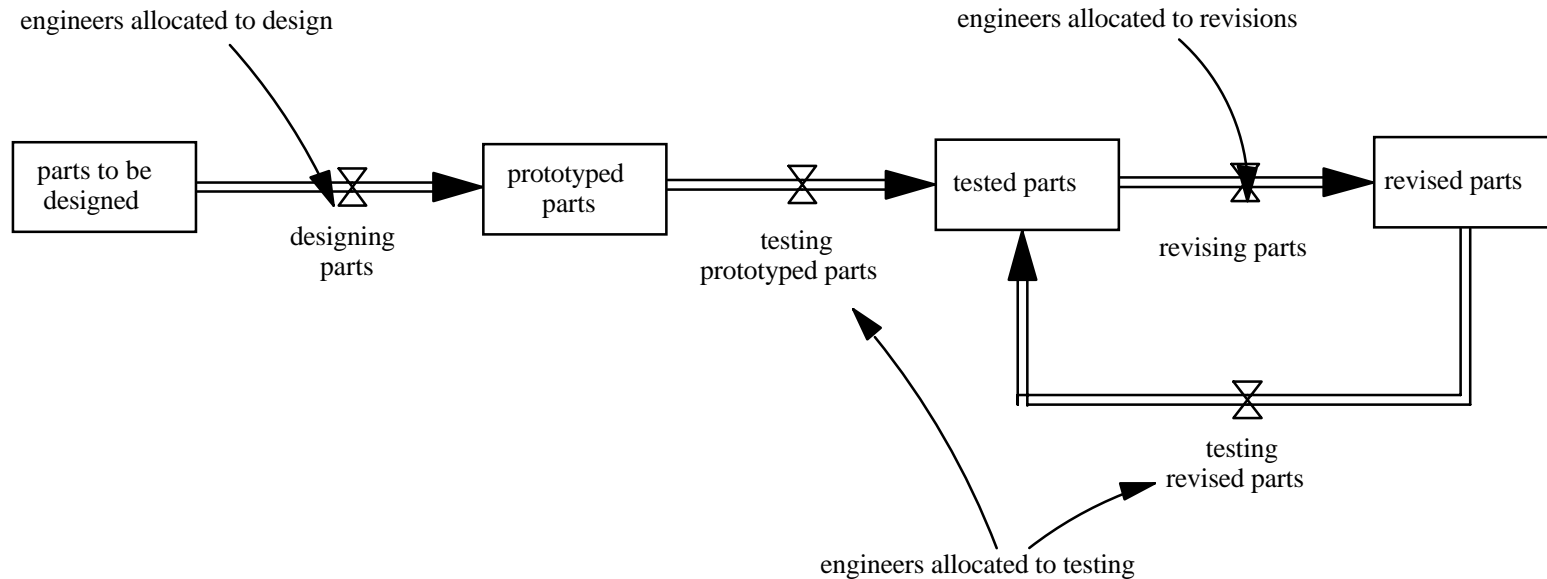 engineers allocated to design
engineers allocated to revisions
parts to be
designed
prototyped
parts
tested parts
revised parts
designing
parts
testing
prototyped parts
revising parts
testing
revised parts
engineers allocated to testing